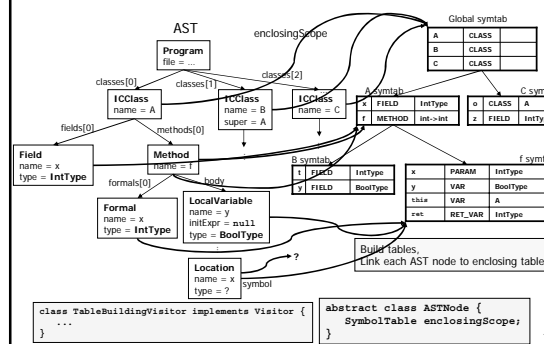 AST
enclosingScope
Global symtab
A CLASS
B CLASS
C CLASS
Program
file = ...
classes[0]
classes[1]
classes[2]
ICClass
name = A
ICClass
name = B
super = A
ICClass
name = C
A symtab
x FIELD IntType
f METHOD int->int
C symt
o CLASS A
z FIELD IntTy
fields[0]
methods[0]
Field
name = x
type = IntType
Method
name = f
B symtab
t FIELD IntType
y FIELD BoolType
f symt
x PARAM IntType
y VAR BoolType
this VAR A
ret RET_VAR IntType
formals[0]
body
Formal
name = x
type = IntType
LocalVariable
name = y
initExpr = null
type = BoolType
Location
name = x
type = ?
symbol
?
Build tables,
Link each AST node to enclosing table
class TableBuildingVisitor implements Visitor {
...
}
abstract class ASTNode {
SymbolTable enclosingScope;
}